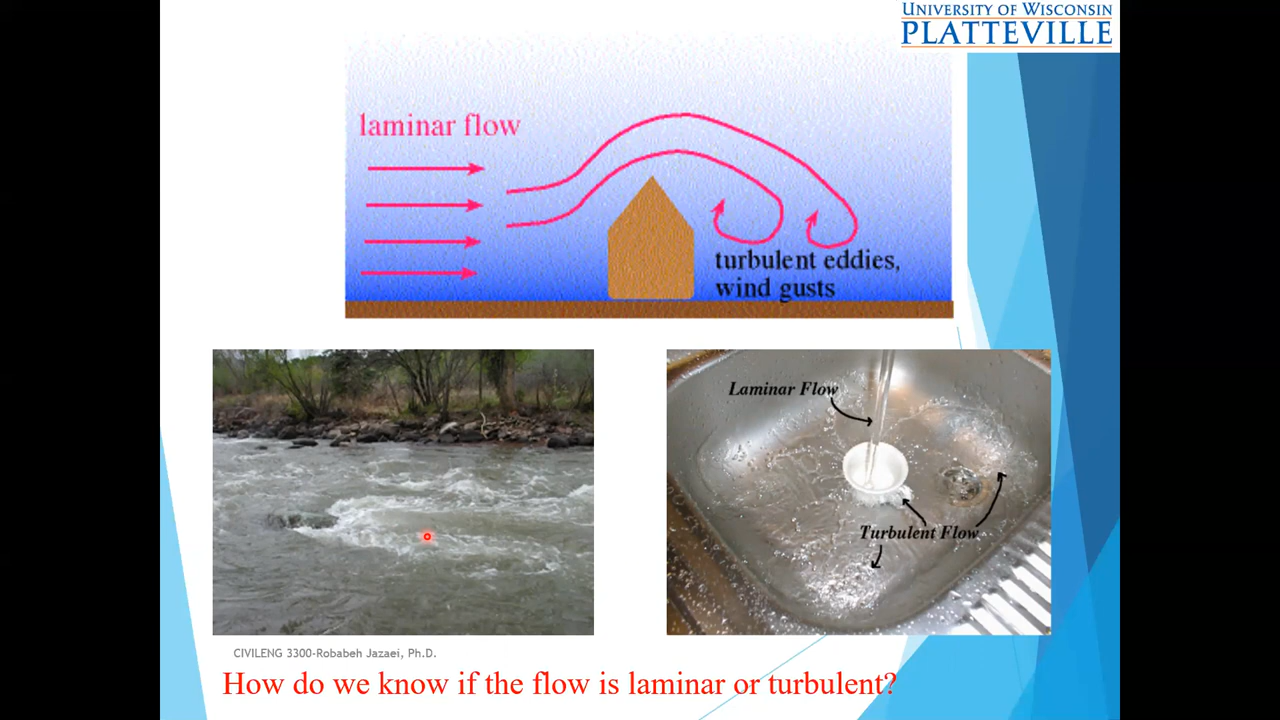 UNIVERSITY OF WISCONSIN
PLATTEVILLE
laminar flow
turbulent eddies,
wind gusts
Laminar Flow
Turbulent Flow
CIVILENG 3300-Robabeh Jazaei, Ph.D.
How do we know if the flow is laminar or turbulent?